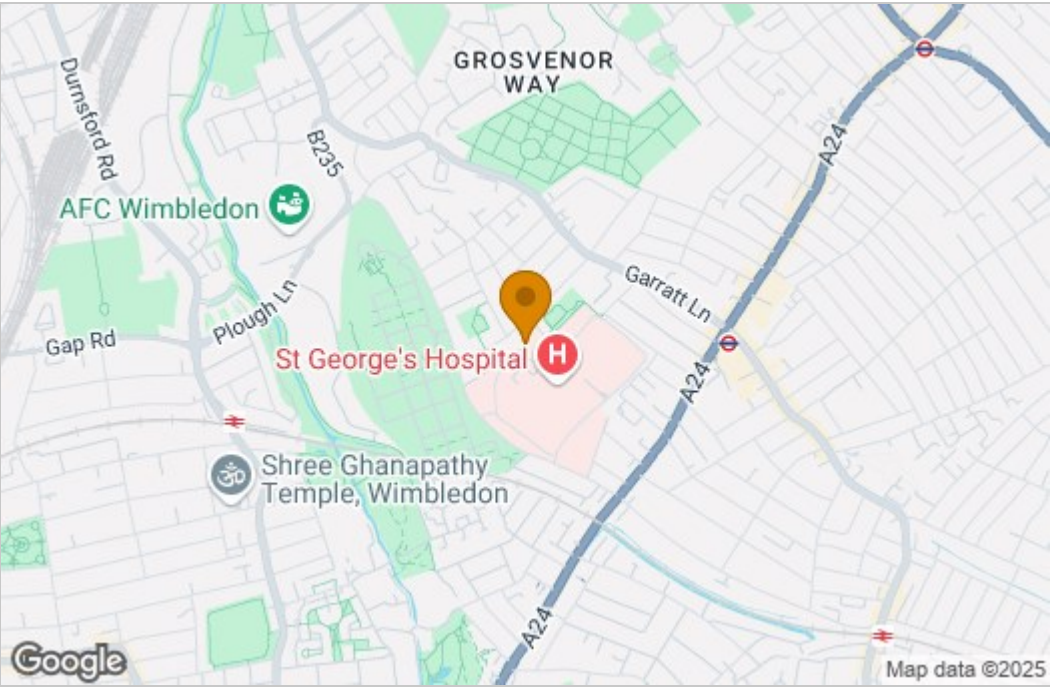 GROSVENOR
WAY
Durnsford Rd
B235
A24
AFC Wimbledon
Garratt Ln
Plough Ln
Gap Rd
St George's Hospital
H
A24
Shree Ghanapathy
Temple, Wimbledon
A24
Google
Map data ©2025